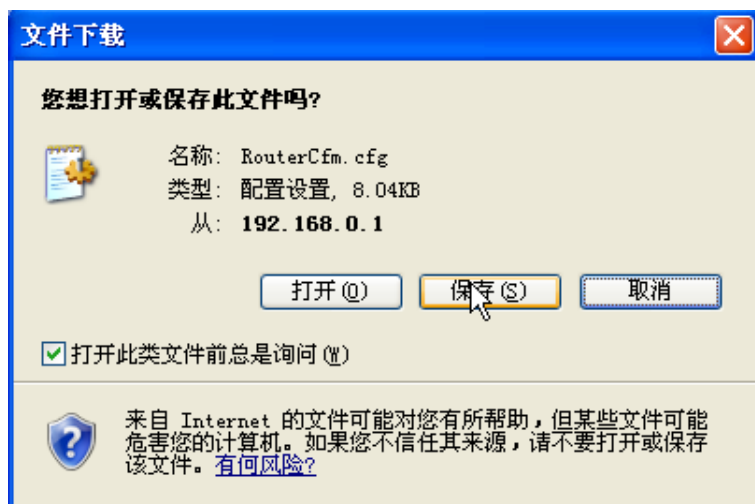 文件下载
您想打开或保存此文件吗?
名称: RouterCfm.cfg
类型: 配置设置, 8.04KB
从: 192.168.0.1
打开(O) 保存(S) 取消
打开此类文件前总是询问(W)
来自 Internet 的文件可能对您有所帮助，但某些文件可能
危害您的计算机。如果您不信任其来源，请不要打开或保存
该文件。有何风险?